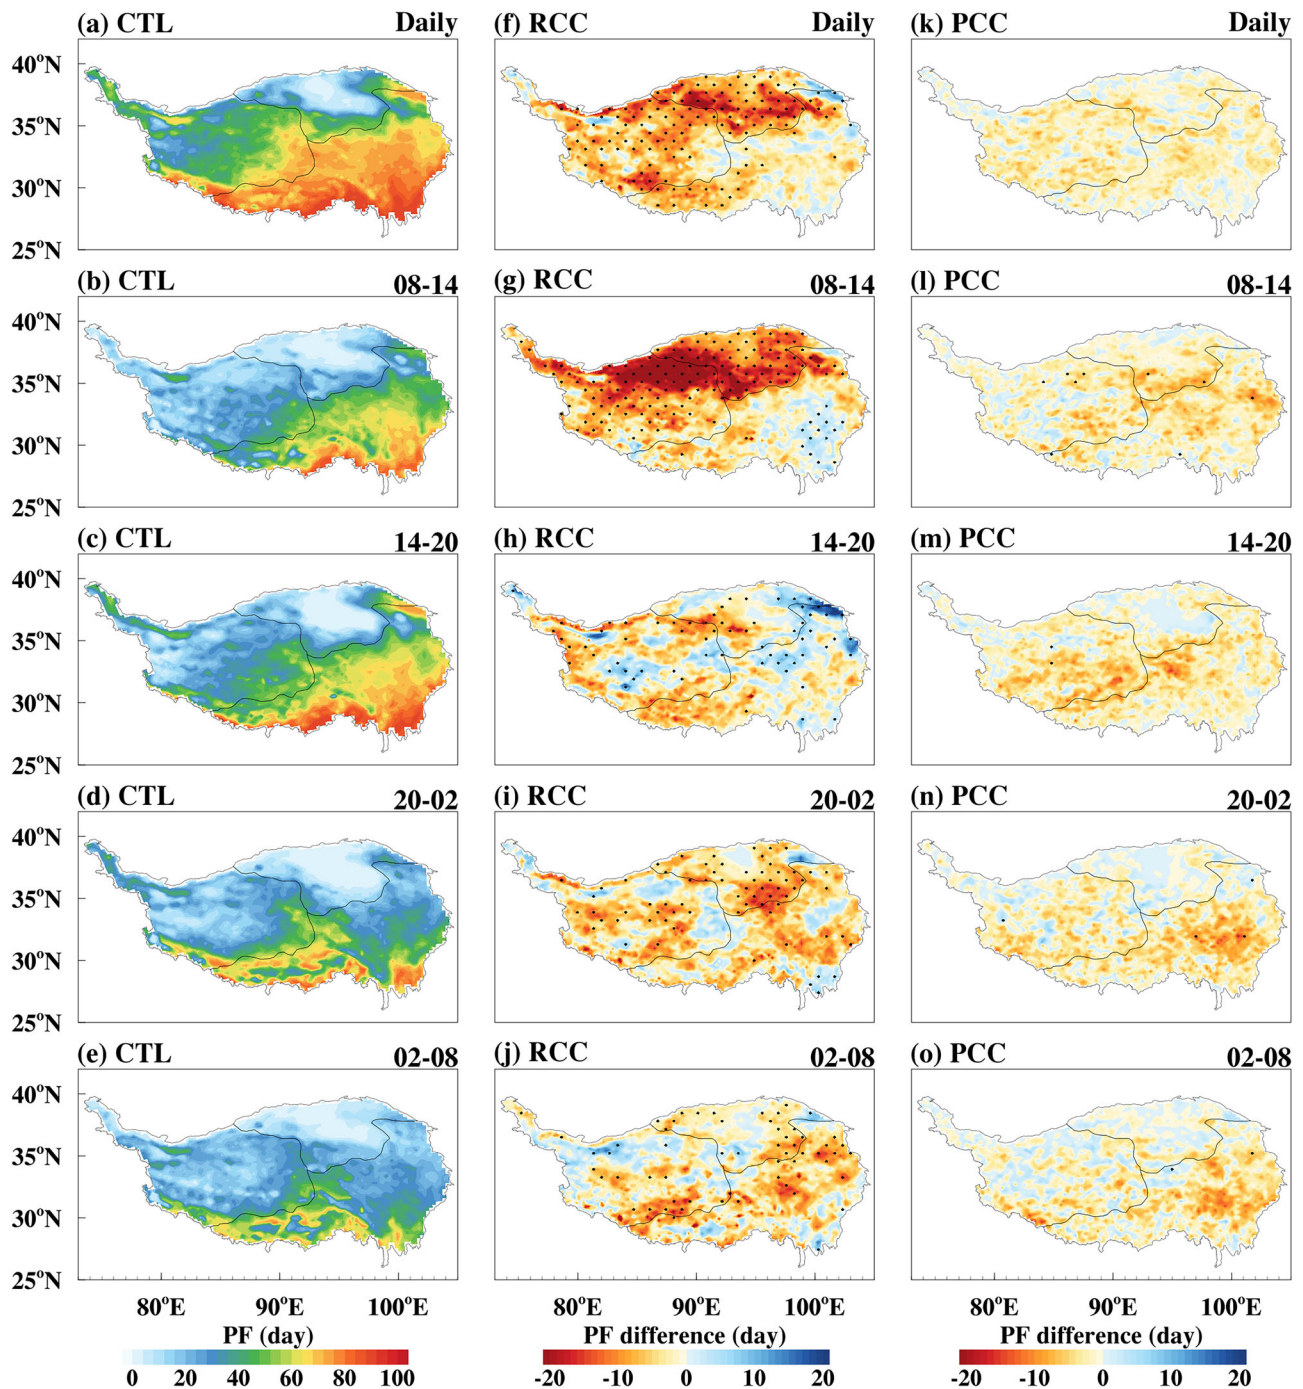 (a) CTL Daily (f) RCC Daily (k) PCC Daily
40°N
35°N
30°N
25°N
(b) CTL 08-14 (g) RCC 08-14 (l) PCC 08-14
40°N
35°N
30°N
25°N
(c) CTL 14-20 (h) RCC 14-20 (m) PCC 14-20
40°N
35°N
30°N
25°N
(d) CTL 20-02 (i) RCC 20-02 (n) PCC 20-02
40°N
35°N
30°N
25°N
(e) CTL 02-08 (j) RCC 02-08 (o) PCC 02-08
40°N
35°N
30°N
25°N
80°E 90°E 100°E 80°E 90°E 100°E 80°E 90°E 100°E
PF (day) PF difference (day) PF difference (day)
0 20 40 60 80 100 -20 -10 0 10 20 -20 -10 0 10 20